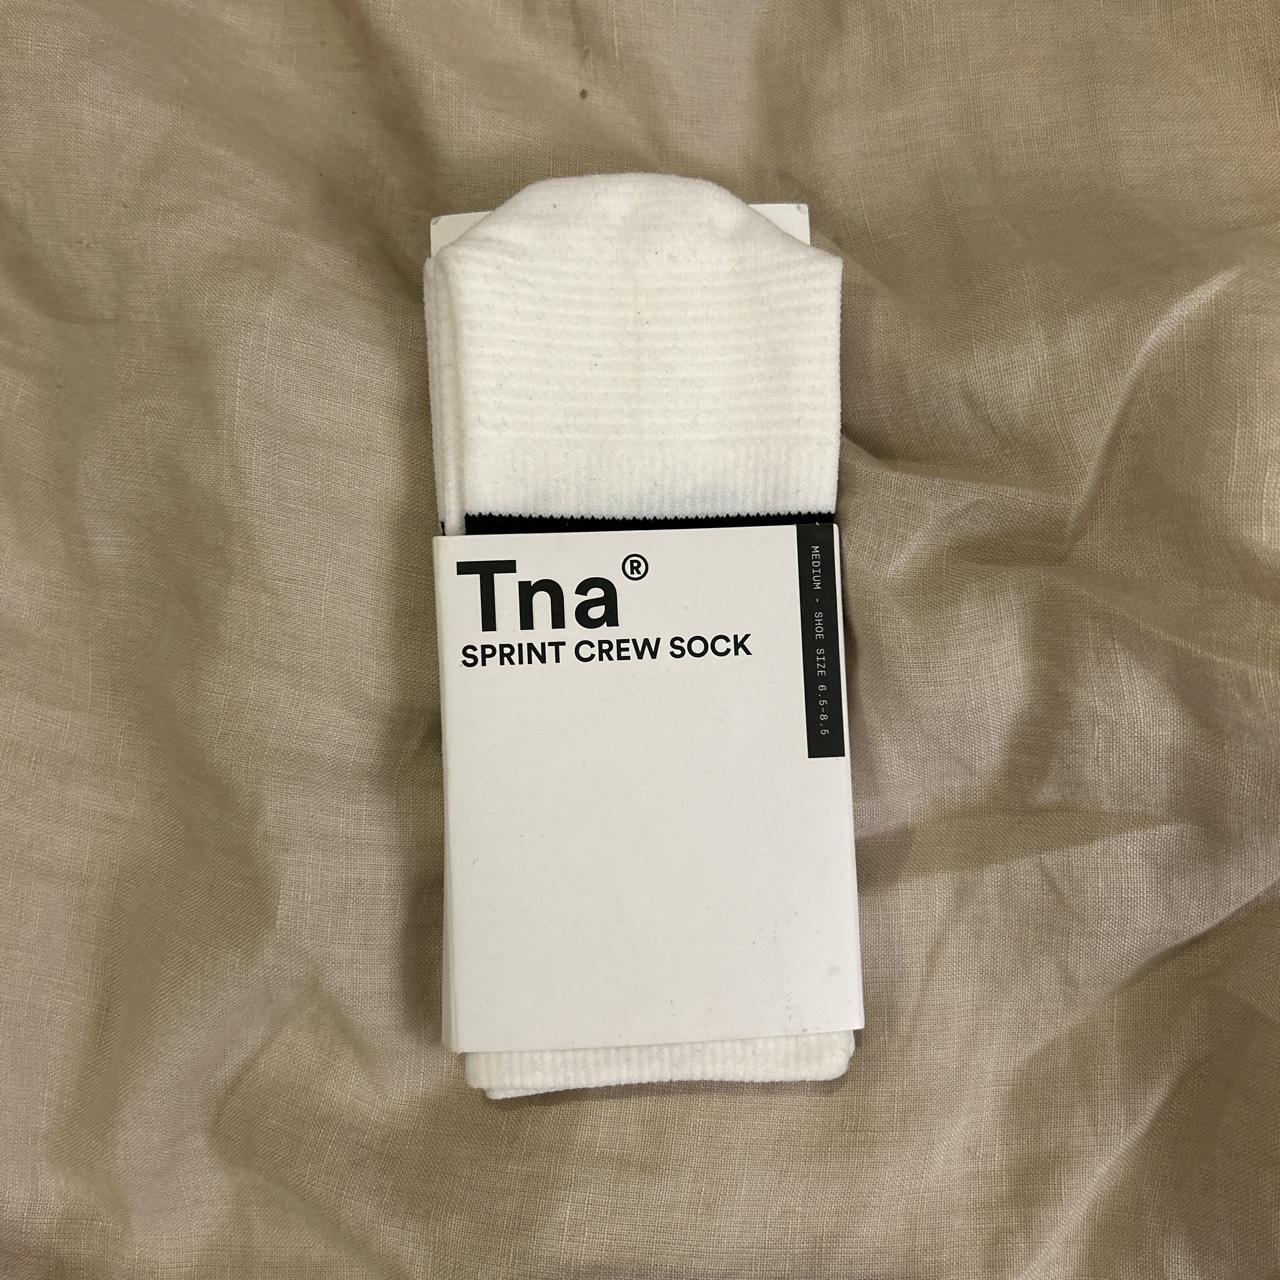 Tna®
SPRINT CREW SOCK
MEDIUM - SHOE SIZE 6.5-8.5